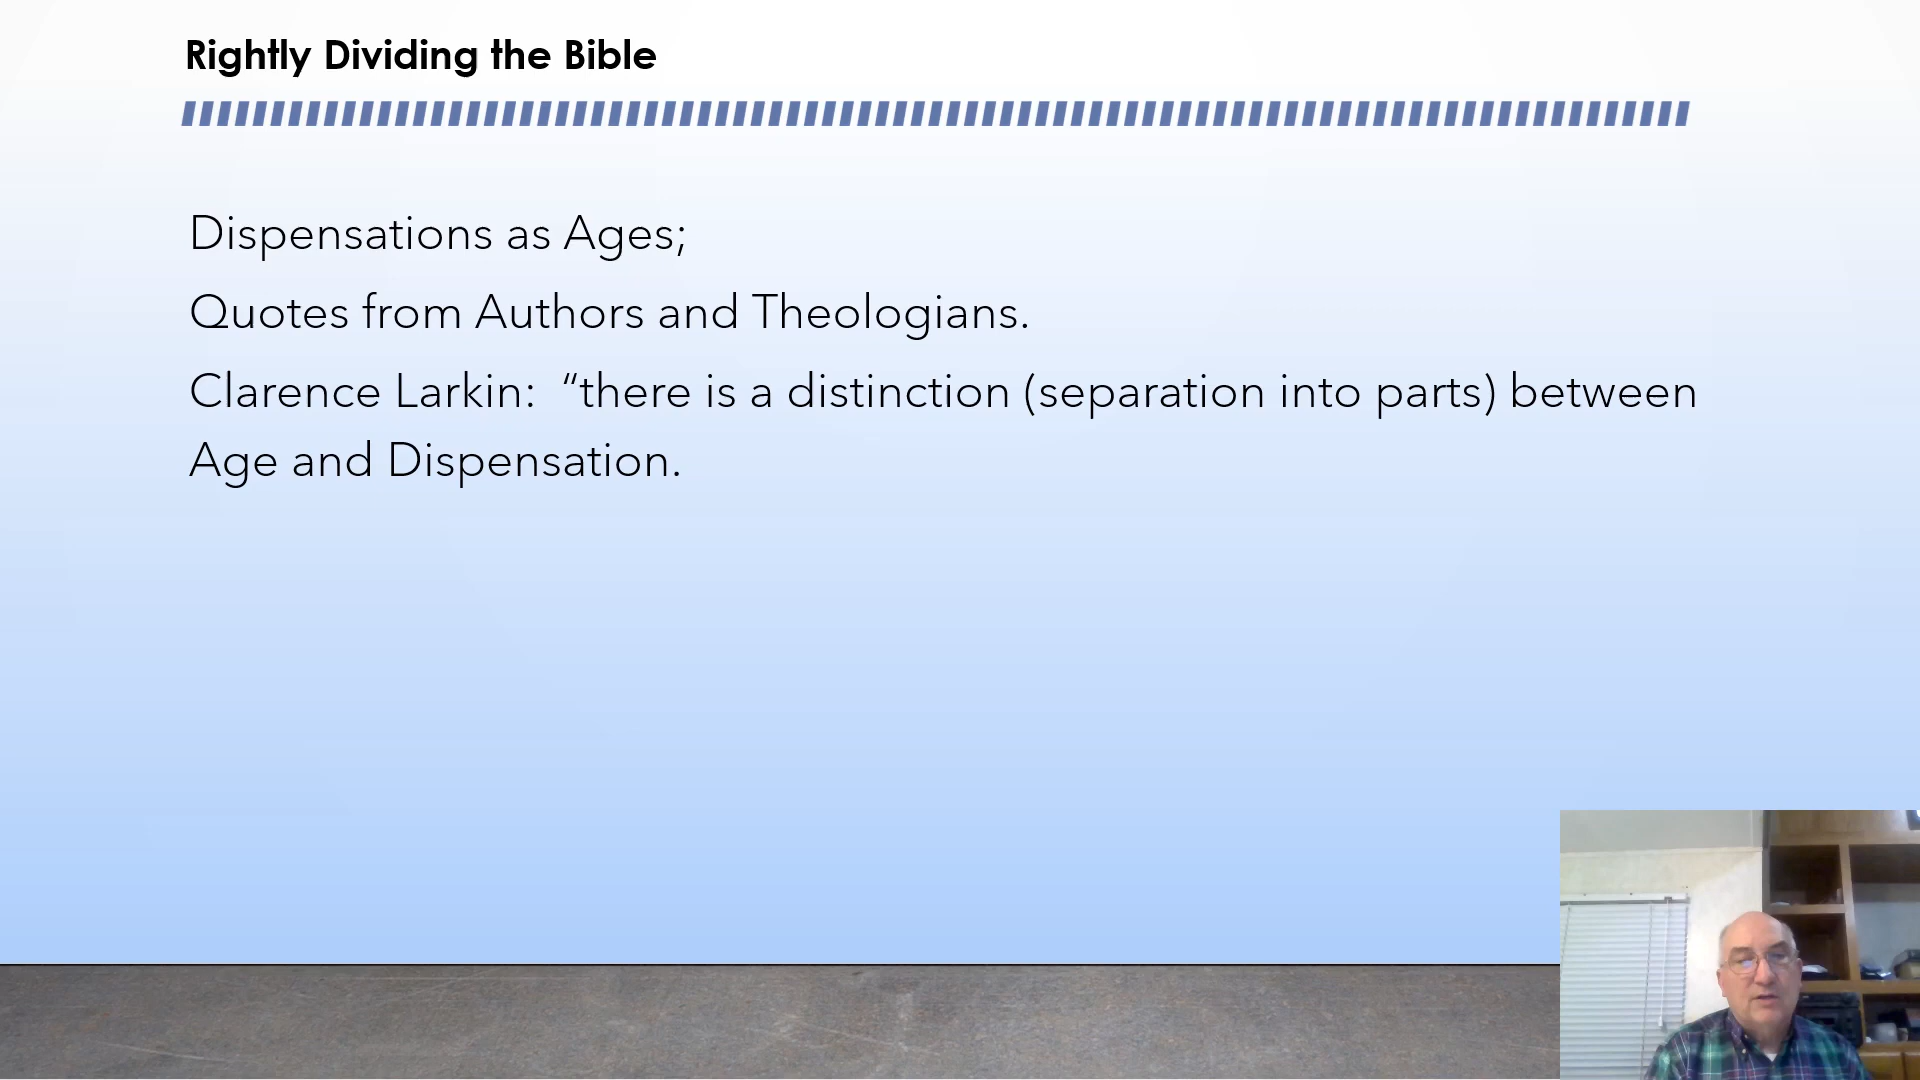 Rightly Dividing the Bible
Dispensations as Ages;
Quotes from Authors and Theologians.
Clarence Larkin:  “there is a distinction (separation into parts) between
Age and Dispensation.